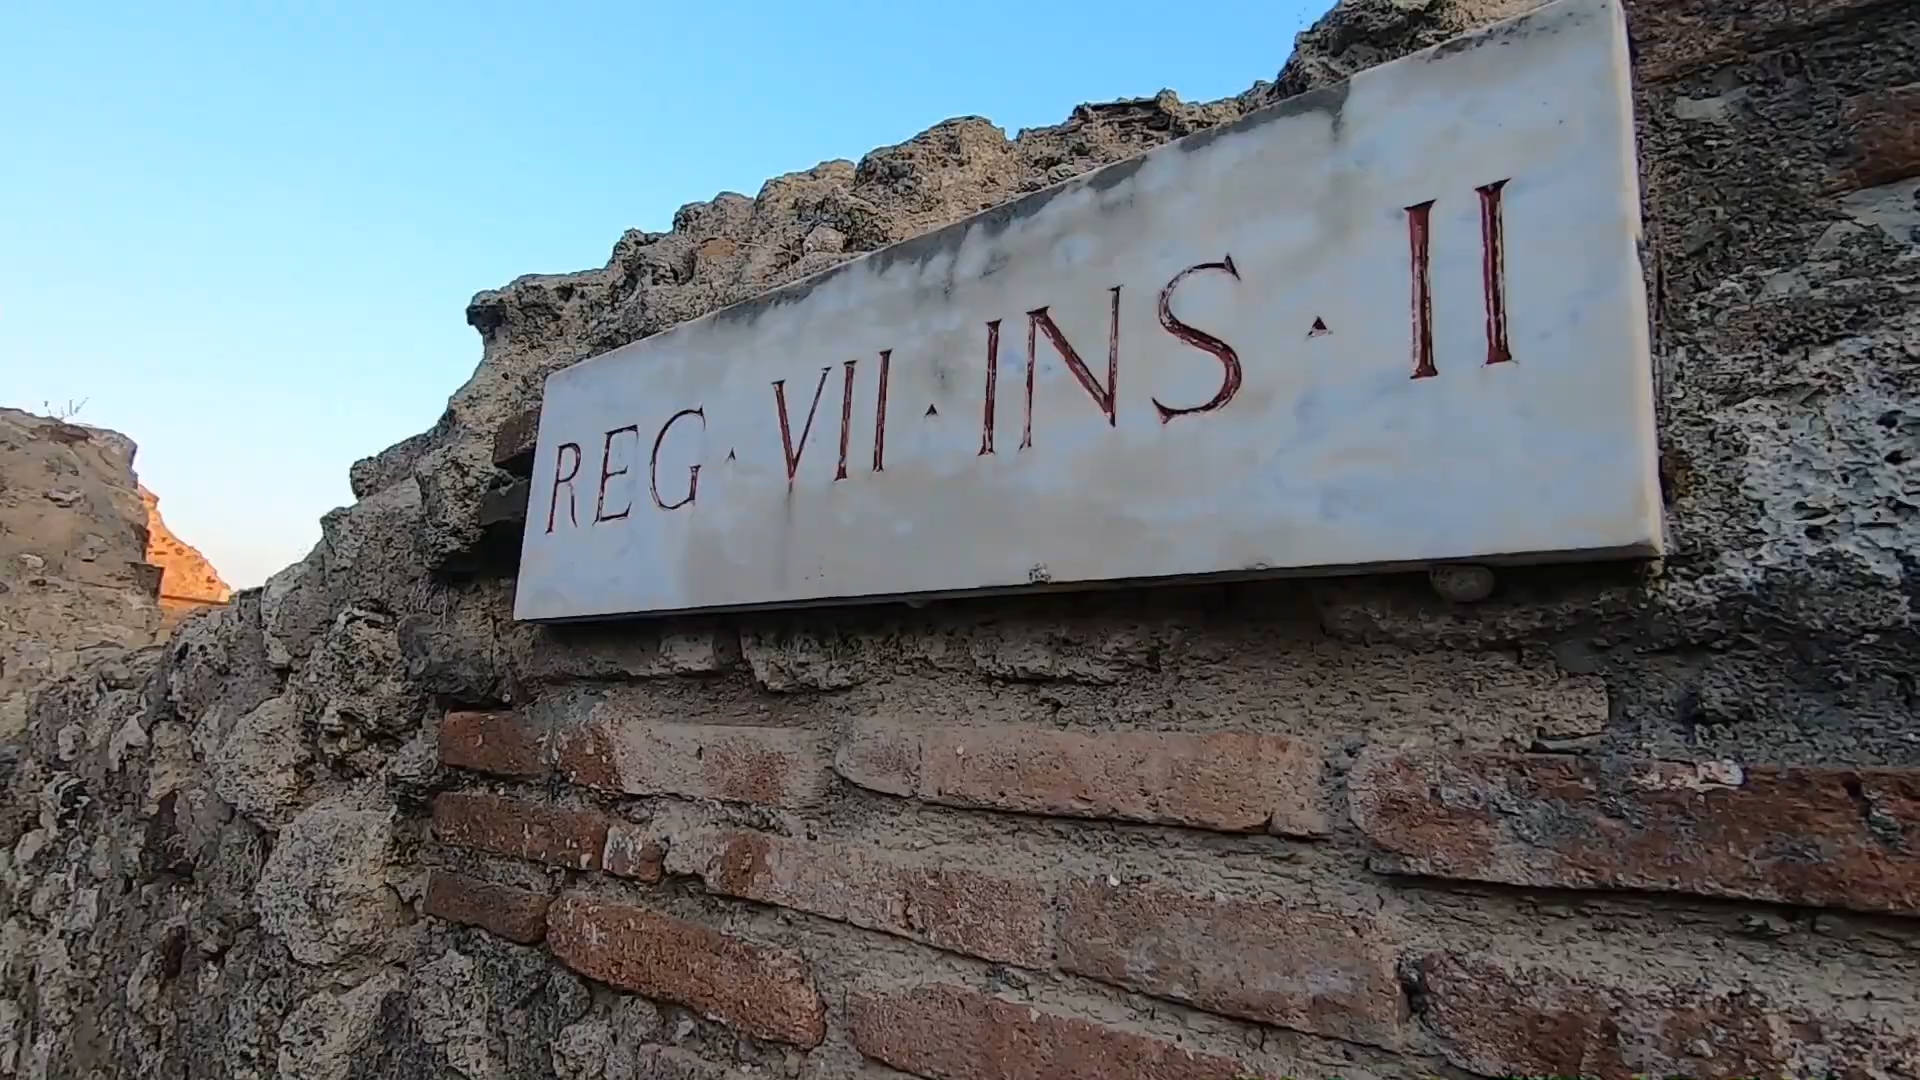 REG · VII · INS · II